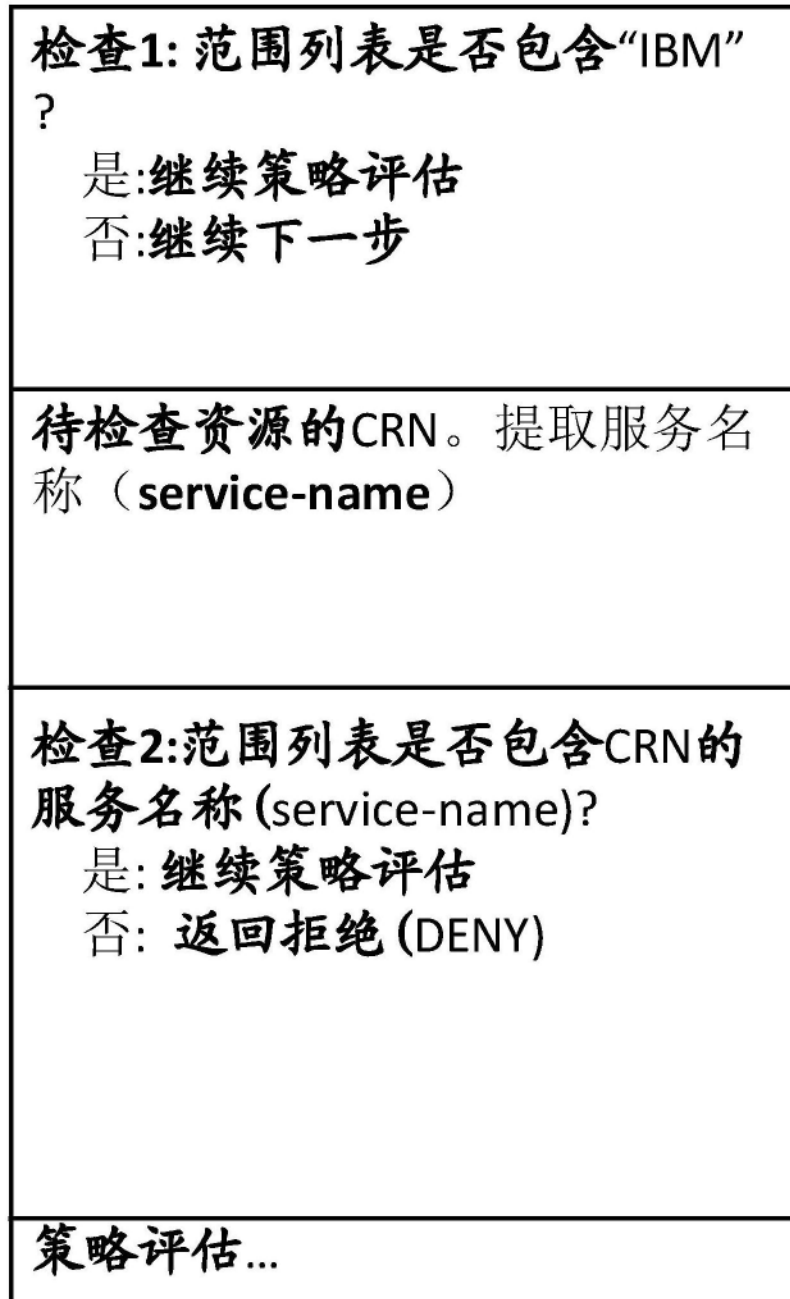 检查1: 范围列表是否包含“IBM”
?
是:继续策略评估
否:继续下一步
待检查资源的CRN。提取服务名
称（service-name）
检查2:范围列表是否包含CRN的
服务名称(service-name)?
是: 继续策略评估
否: 返回拒绝(DENY)
策略评估...